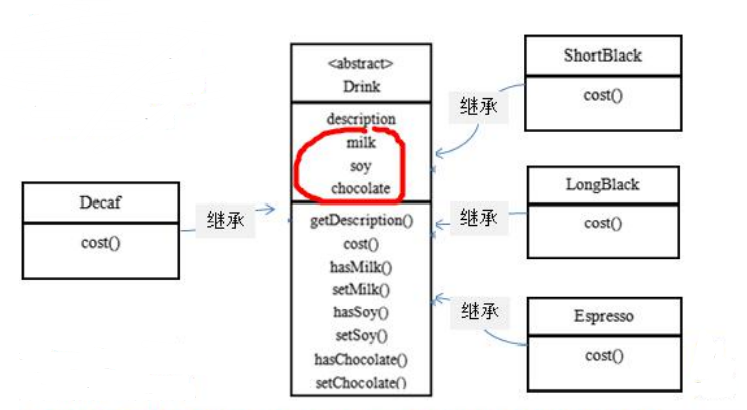 Decaf
cost()
继承
<abstract>
Drink
description
milk
soy
chocolate
getDescription()
cost()
hasMilk()
setMilk()
hasSoy()
setSoy()
hasChocolate()
setChocolate()
继承
ShortBlack
cost()
继承
LongBlack
cost()
继承
Espresso
cost()